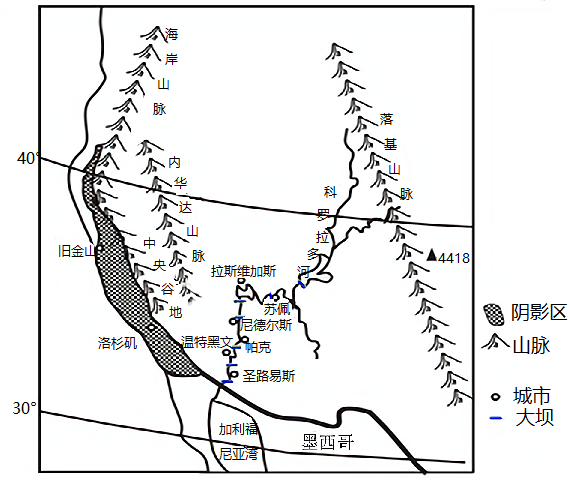 海岸山脉
内华达山脉
落基山脉
科罗拉多河
40°
4418
旧金山
中央谷地
拉斯维加斯
苏佩
尼德尔斯
洛杉矶
温特黑文
帕克
圣路易斯
30°
加利福
尼亚湾
墨西哥
阴影区
山脉
城市
大坝